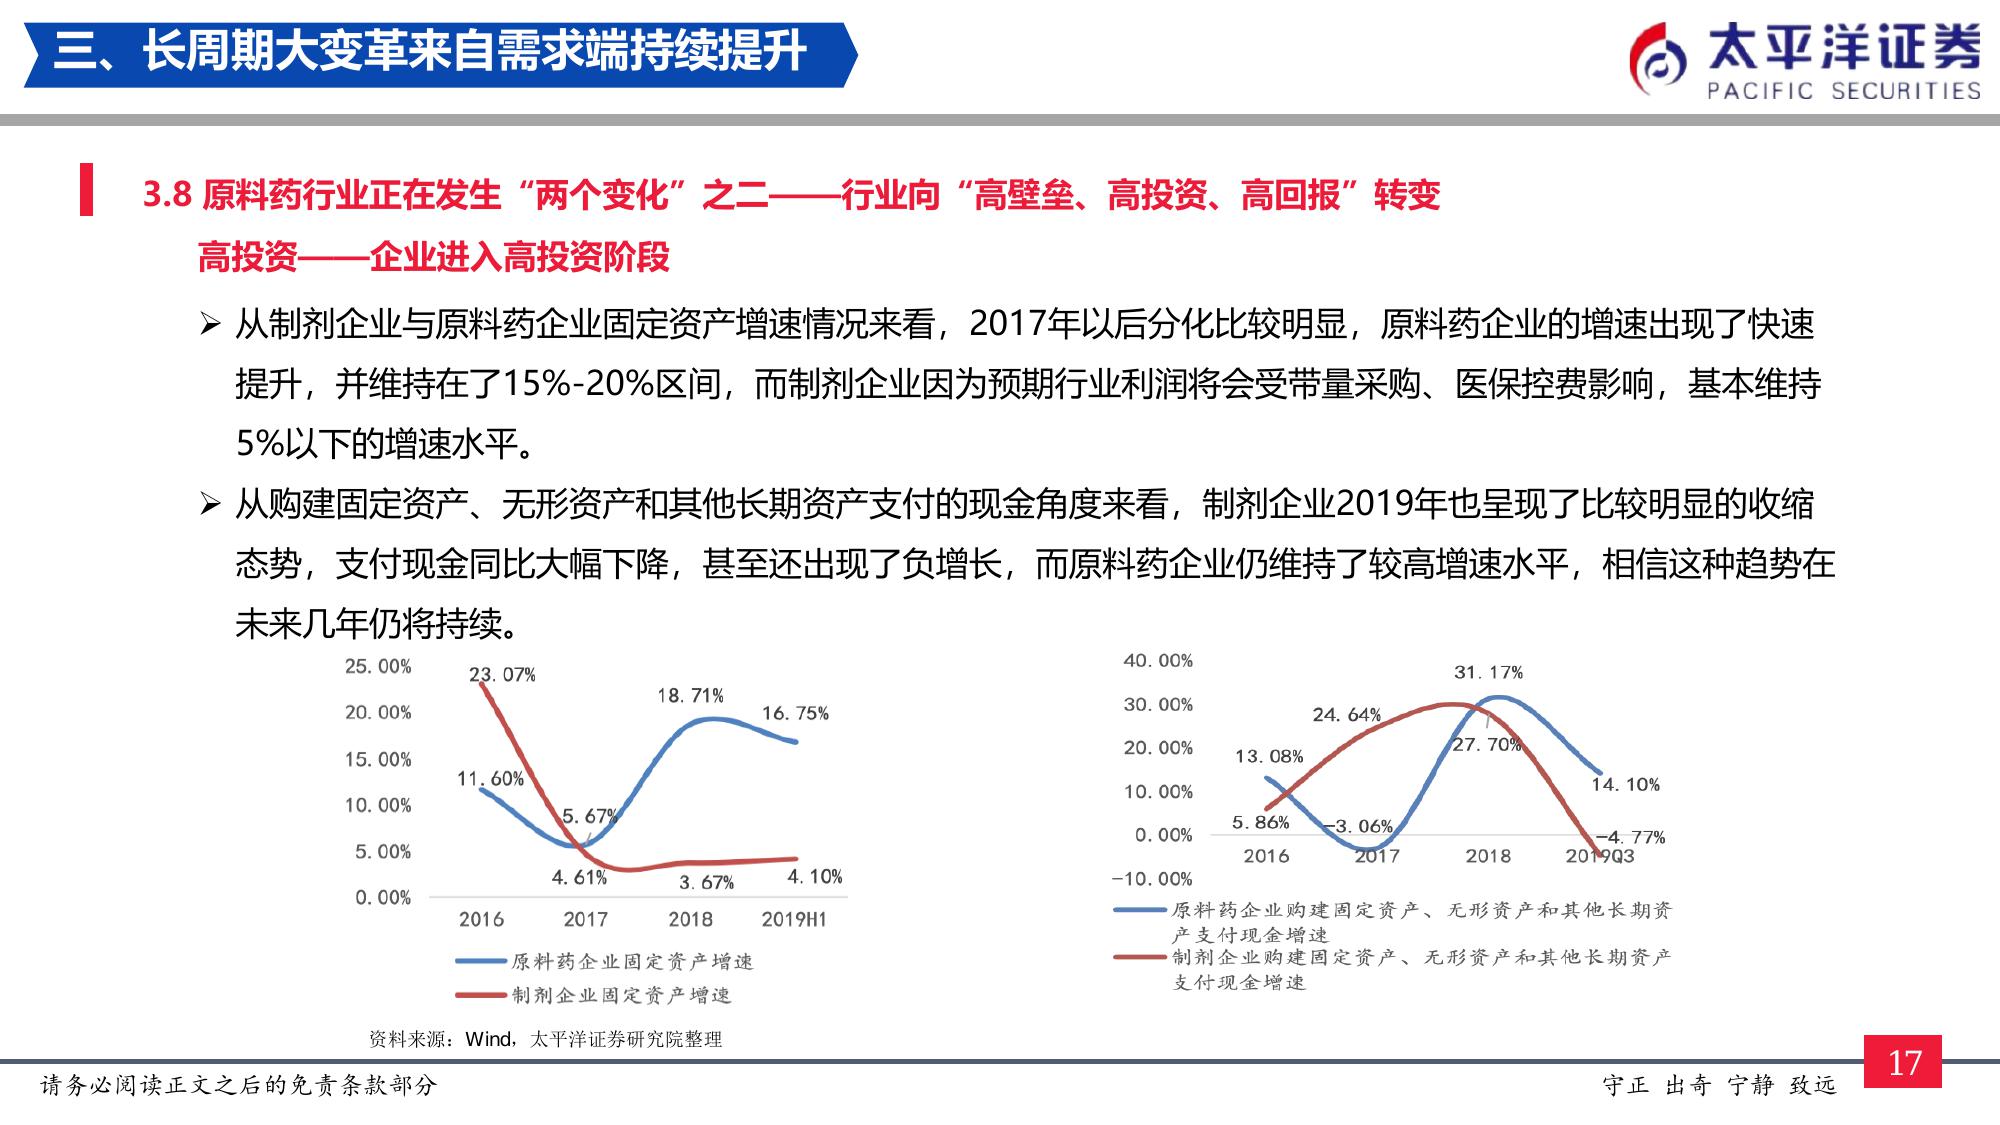 三、长周期大变革来自需求端持续提升
太平洋证券
PACIFIC SECURITIES
3.8 原料药行业正在发生“两个变化”之二——行业向“高壁垒、高投资、高回报”转变
高投资——企业进入高投资阶段
➢ 从制剂企业与原料药企业固定资产增速情况来看，2017年以后分化比较明显，原料药企业的增速出现了快速
提升，并维持在了15%-20%区间，而制剂企业因为预期行业利润将会受带量采购、医保控费影响，基本维持
5%以下的增速水平。
➢ 从购建固定资产、无形资产和其他长期资产支付的现金角度来看，制剂企业2019年也呈现了比较明显的收缩
态势，支付现金同比大幅下降，甚至还出现了负增长，而原料药企业仍维持了较高增速水平，相信这种趋势在
未来几年仍将持续。
25.00%
20.00%
15.00%
10.00%
5.00%
0.00%
23.07%
18.71%
16.75%
11.60%
5.67%
4.61%
3.67%
4.10%
2016 2017 2018 2019H1
原料药企业固定资产增速
制剂企业固定资产增速
40.00%
30.00%
20.00%
10.00%
0.00%
-10.00%
31.17%
24.64%
27.70%
13.08%
14.10%
5.86%
-3.06%
-4.77%
2016 2017 2018 2019Q3
原料药企业购建固定资产、无形资产和其他长期资
产支付现金增速
制剂企业购建固定资产、无形资产和其他长期资产
支付现金增速
资料来源：Wind，太平洋证券研究院整理
请务必阅读正文之后的免责条款部分
守正 出奇 宁静 致远
17